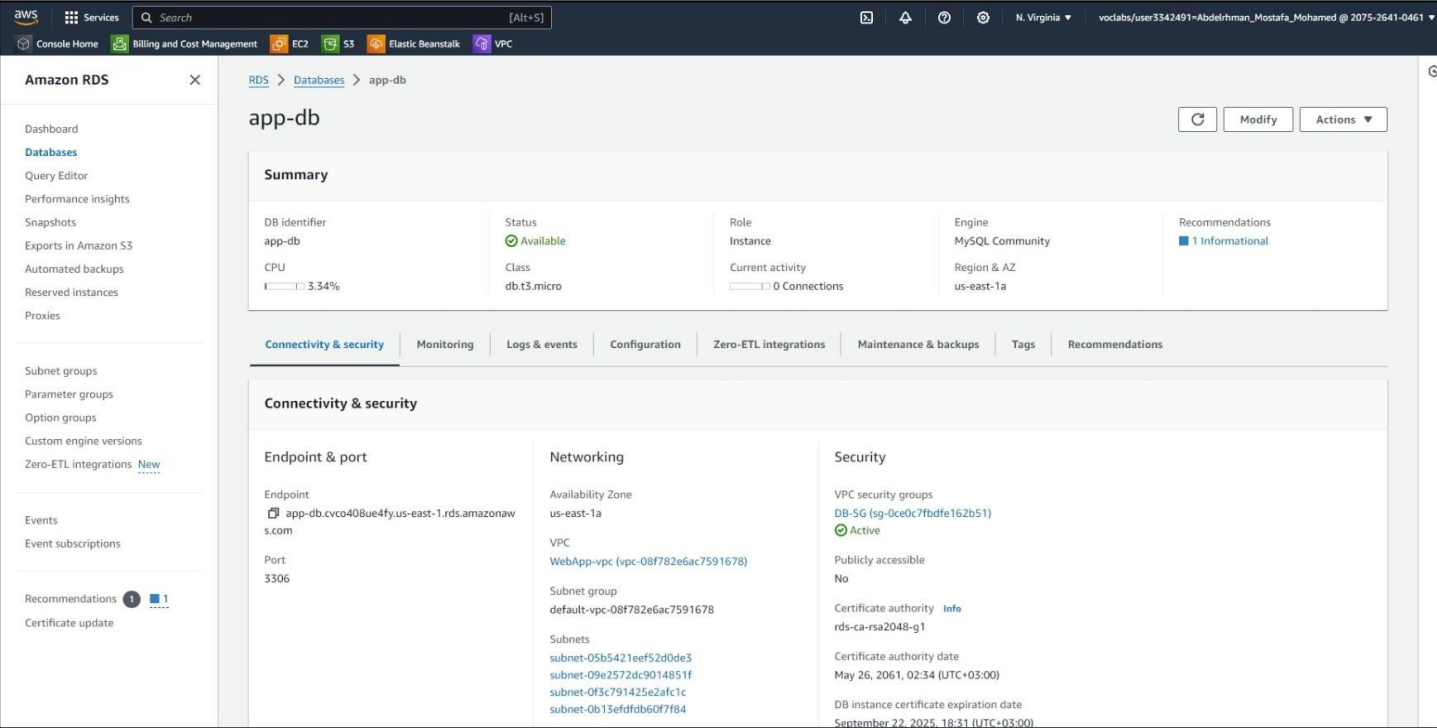 aws Services Search [Alt+S] N. Virginia ▼ voclabs/user3342491=Abdelrhman_Mostafa_Mohamed @ 2075-2641-0461 ▼
Console Home Billing and Cost Management EC2 S3 Elastic Beanstalk VPC
Amazon RDS
Dashboard
Databases
Query Editor
Performance insights
Snapshots
Exports in Amazon S3
Automated backups
Reserved instances
Proxies
Subnet groups
Parameter groups
Option groups
Custom engine versions
Zero-ETL integrations New
Events
Event subscriptions
Recommendations 1 1
Certificate update
RDS > Databases > app-db
app-db
Modify Actions ▼
Summary
DB identifier
app-db
Status
Available
Role
Instance
Engine
MySQL Community
Recommendations
1 Informational
CPU
3.34%
Class
db.t3.micro
Current activity
0 Connections
Region & AZ
us-east-1a
Connectivity & security Monitoring Logs & events Configuration Zero-ETL integrations Maintenance & backups Tags Recommendations
Connectivity & security
Endpoint & port
Endpoint
app-db.cvco408ue4fy.us-east-1.rds.amazonaw
s.com
Port
3306
Networking
Availability Zone
us-east-1a
VPC
WebApp-vpc (vpc-08f782e6ac7591678)
Subnet group
default-vpc-08f782e6ac7591678
Subnets
subnet-05b5421eef52d0de3
subnet-09e2572dc9014851f
subnet-0f3c791425e2afc1c
subnet-0b13efdfdb60f7f84
Security
VPC security groups
DB-SG (sg-0ce0c7fbdfe162b51)
Active
Publicly accessible
No
Certificate authority Info
rds-ca-rsa2048-g1
Certificate authority date
May 26, 2061, 02:34 (UTC+03:00)
DB instance certificate expiration date
September 22, 2025, 18:31 (UTC+03:00)